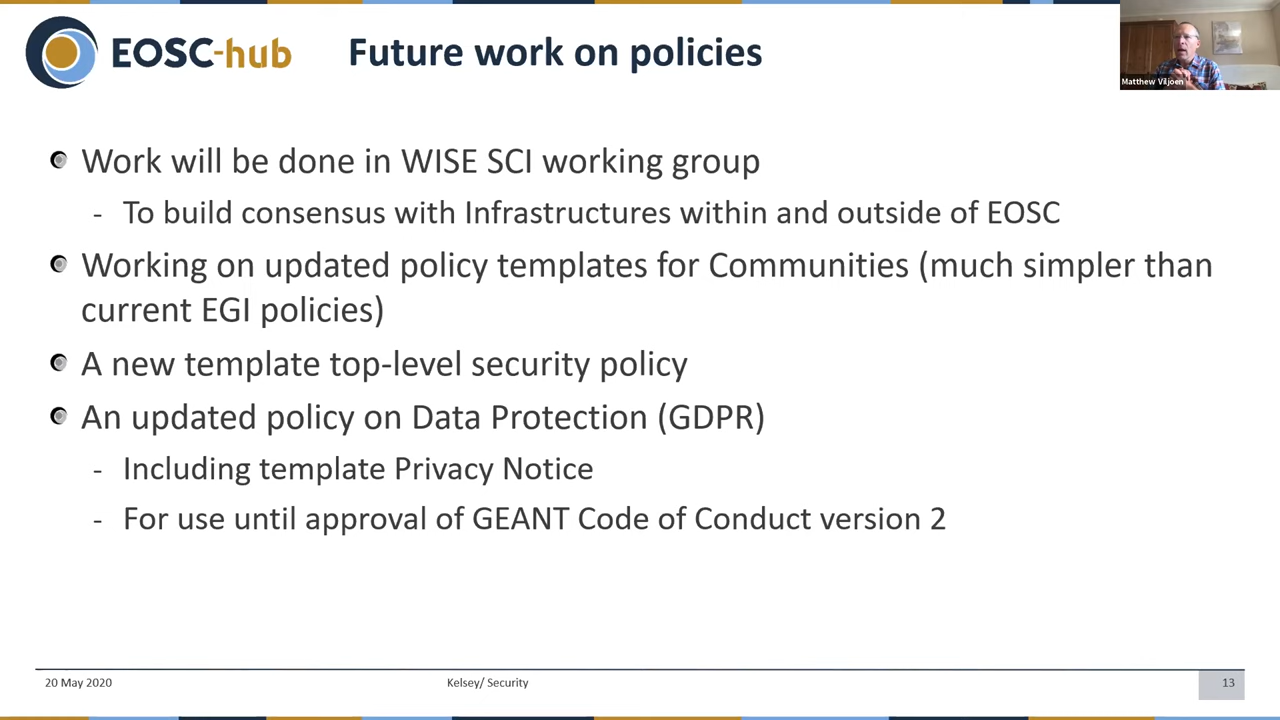 EOSC-hub
Future work on policies
Matthew Viljoen
Work will be done in WISE SCI working group
- To build consensus with Infrastructures within and outside of EOSC
Working on updated policy templates for Communities (much simpler than
current EGI policies)
A new template top-level security policy
An updated policy on Data Protection (GDPR)
- Including template Privacy Notice
- For use until approval of GEANT Code of Conduct version 2
20 May 2020
Kelsey/ Security
13